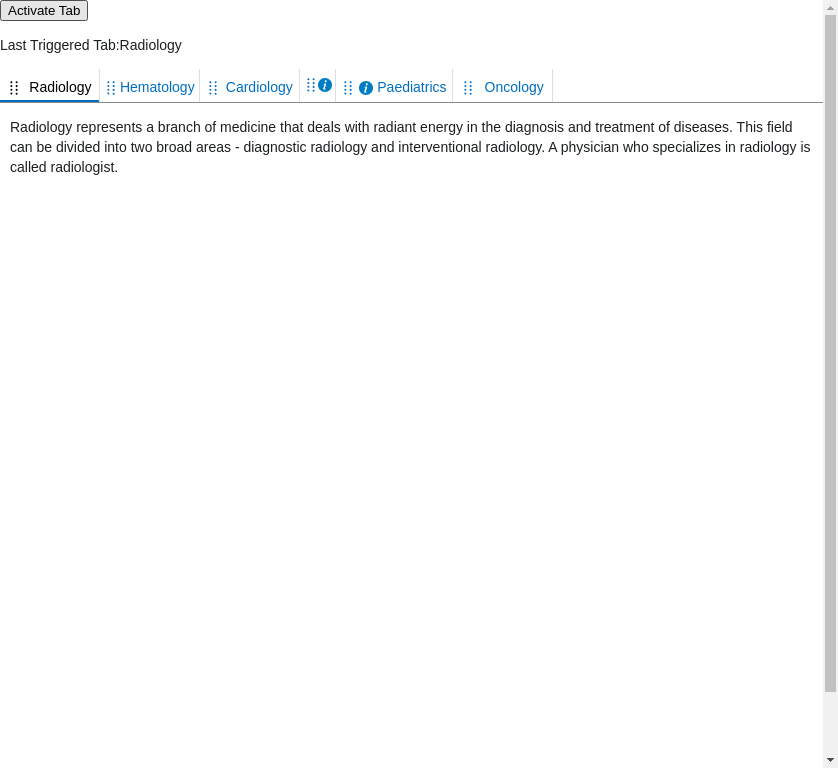 Activate Tab
Last Triggered Tab:Radiology
Radiology Hematology Cardiology Paediatrics Oncology
Radiology represents a branch of medicine that deals with radiant energy in the diagnosis and treatment of diseases. This field
can be divided into two broad areas - diagnostic radiology and interventional radiology. A physician who specializes in radiology is
called radiologist.